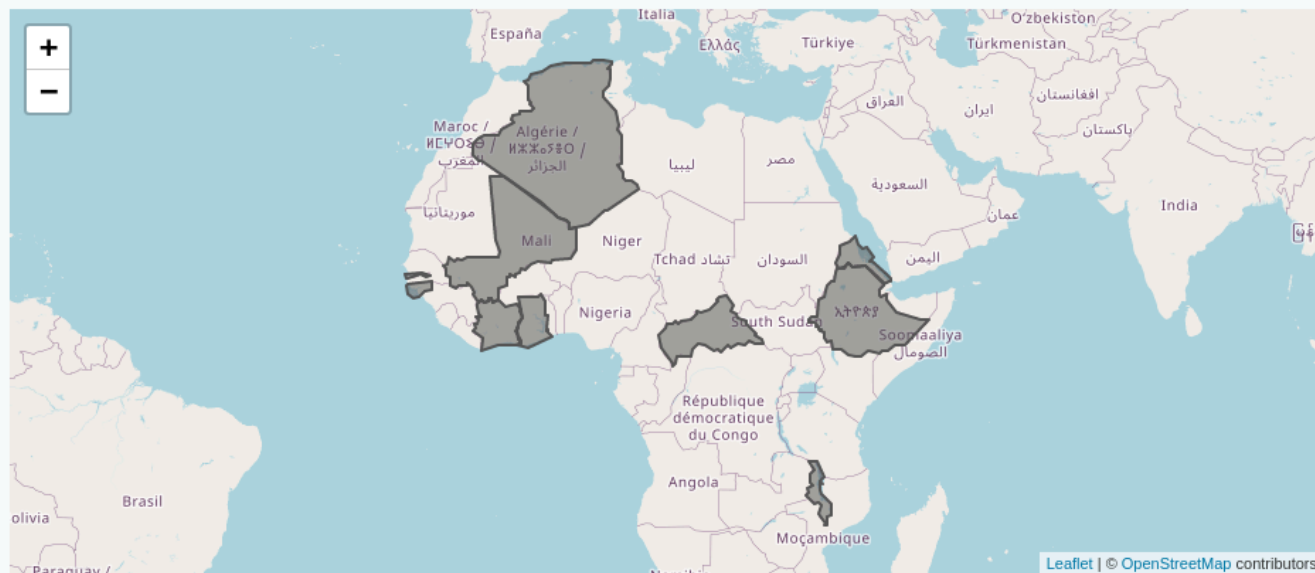 +
−
Italia
España
Ελλάς
Türkiye
Oʻzbekiston
Türkmenistan
افغانستان
ایران
العراق
پاکستان
Maroc /
ⵍⵎⵖⵔⵉⴱ /
المغرب
Algérie /
ⵍⵣⵣⴰⵢⴻⵔ /
الجزائر
ليبيا
مصر
السعودية
India
عمان
موريتانيا
Mali
Niger
Tchad تشاد
السودان
اليمن
Nigeria
South Sudan
ኢትዮጵያ
Soomaaliya
الصومال
République
démocratique
du Congo
Angola
Brasil
olivia
Moçambique
Paraguay /
Leaflet | © OpenStreetMap contributors